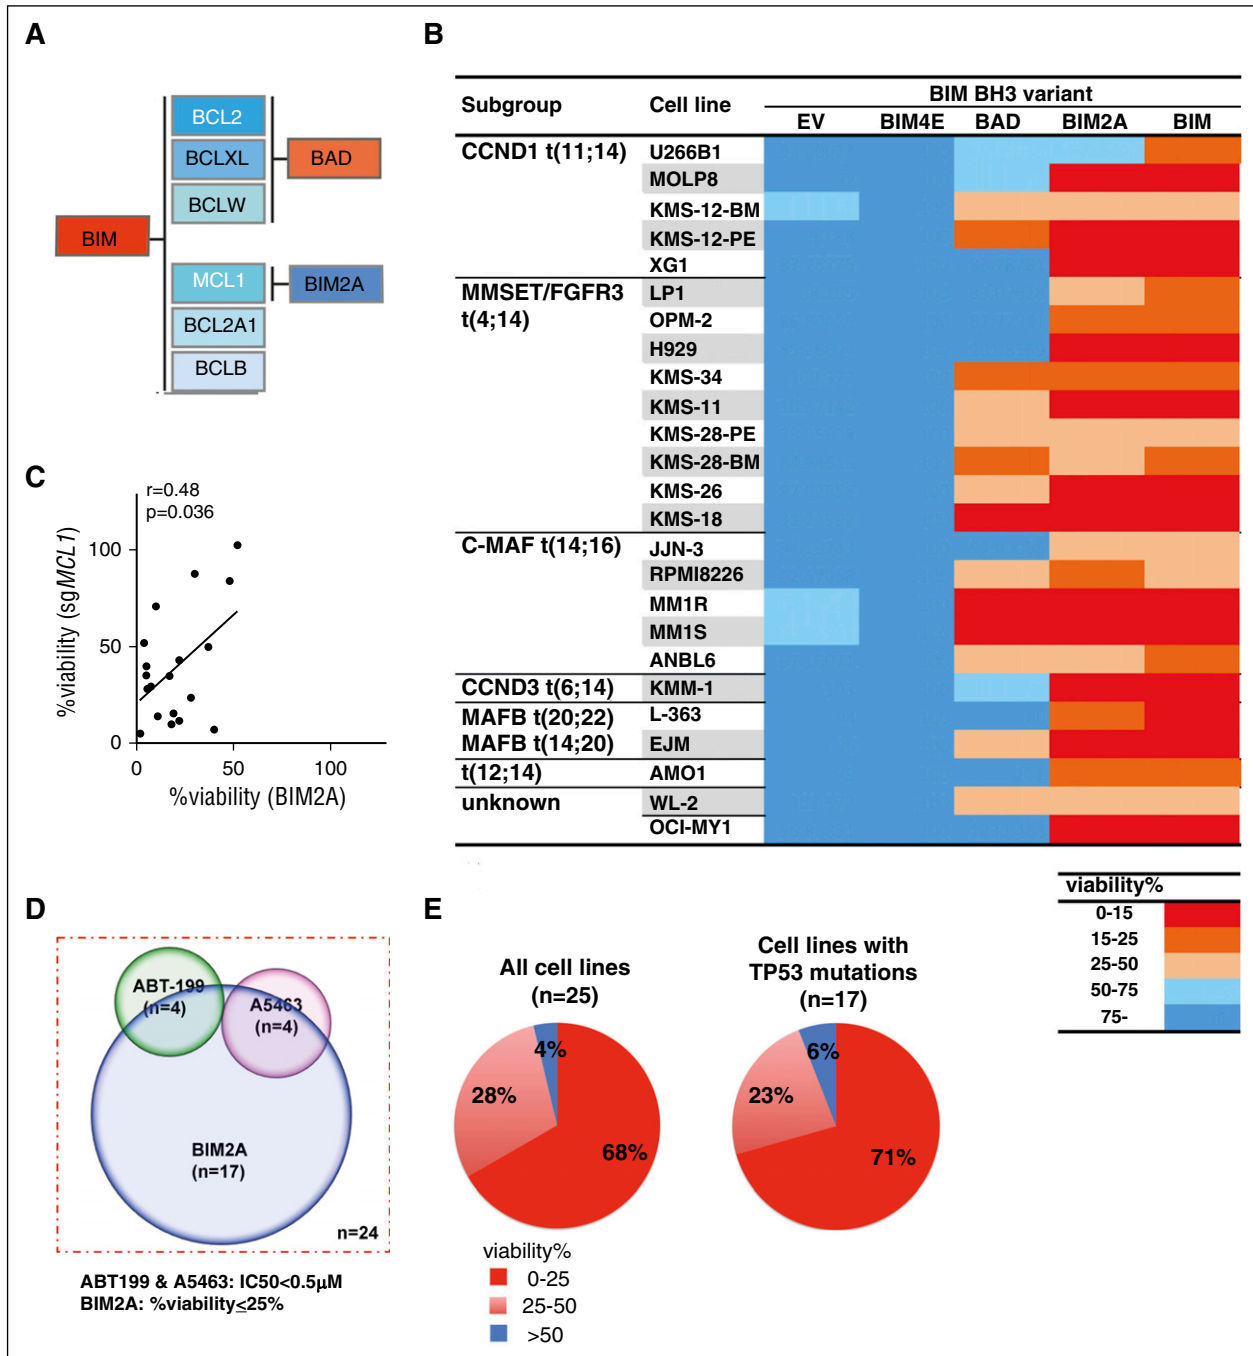 A
BCL2
BCLXL
BCLW
BAD
BIM
MCL1
BIM2A
BCL2A1
BCLB
B
Subgroup
Cell line
BIM BH3 variant
EV
BIM4E
BAD
BIM2A
BIM
CCND1 t(11;14)
U266B1
MOLP8
KMS-12-BM
KMS-12-PE
XG1
MMSET/FGFR3
t(4;14)
LP1
OPM-2
H929
KMS-34
KMS-11
KMS-28-PE
KMS-28-BM
KMS-26
KMS-18
C-MAF t(14;16)
JJN-3
RPMI8226
MM1R
MM1S
ANBL6
CCND3 t(6;14)
KMM-1
MAFB t(20;22)
L-363
MAFB t(14;20)
EJM
t(12;14)
AMO1
unknown
WL-2
OCI-MY1
viability%
0-15
15-25
25-50
50-75
75-
C
r=0.48
p=0.036
%viability (sgMCL1)
100
50
0
0
50
100
%viability (BIM2A)
D
ABT-199
(n=4)
A5463
(n=4)
BIM2A
(n=17)
n=24
ABT199 & A5463: IC50<0.5μM
BIM2A: %viability≤25%
E
All cell lines
(n=25)
4%
28%
68%
Cell lines with
TP53 mutations
(n=17)
6%
23%
71%
viability%
0-25
25-50
>50